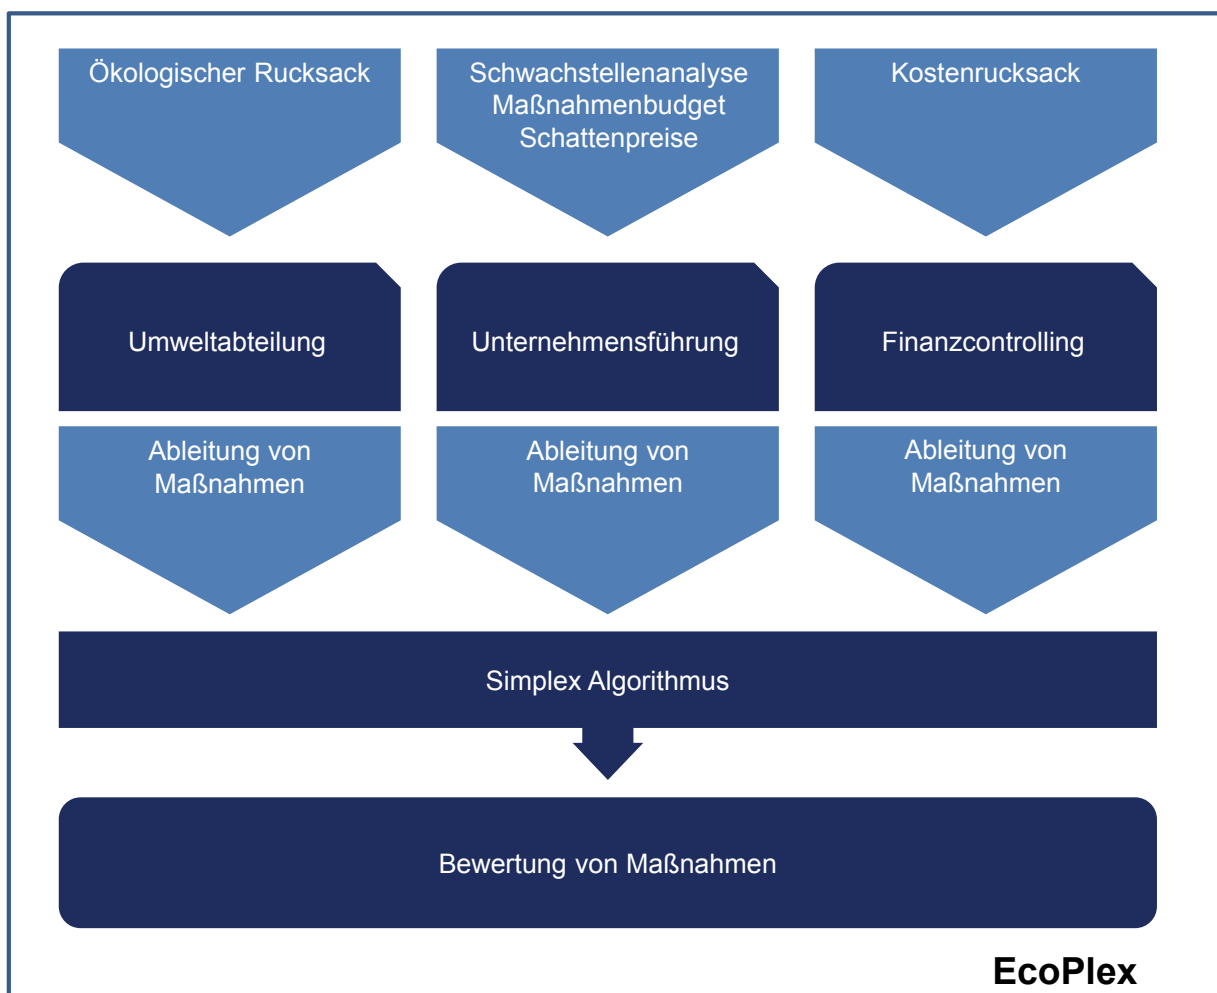 Ökologischer Rucksack
Schwachstellenanalyse
Maßnahmenbudget
Schattenpreise
Kostenrucksack
Umweltabteilung
Unternehmensführung
Finanzcontrolling
Ableitung von
Maßnahmen
Ableitung von
Maßnahmen
Ableitung von
Maßnahmen
Simplex Algorithmus
Bewertung von Maßnahmen
EcoPlex